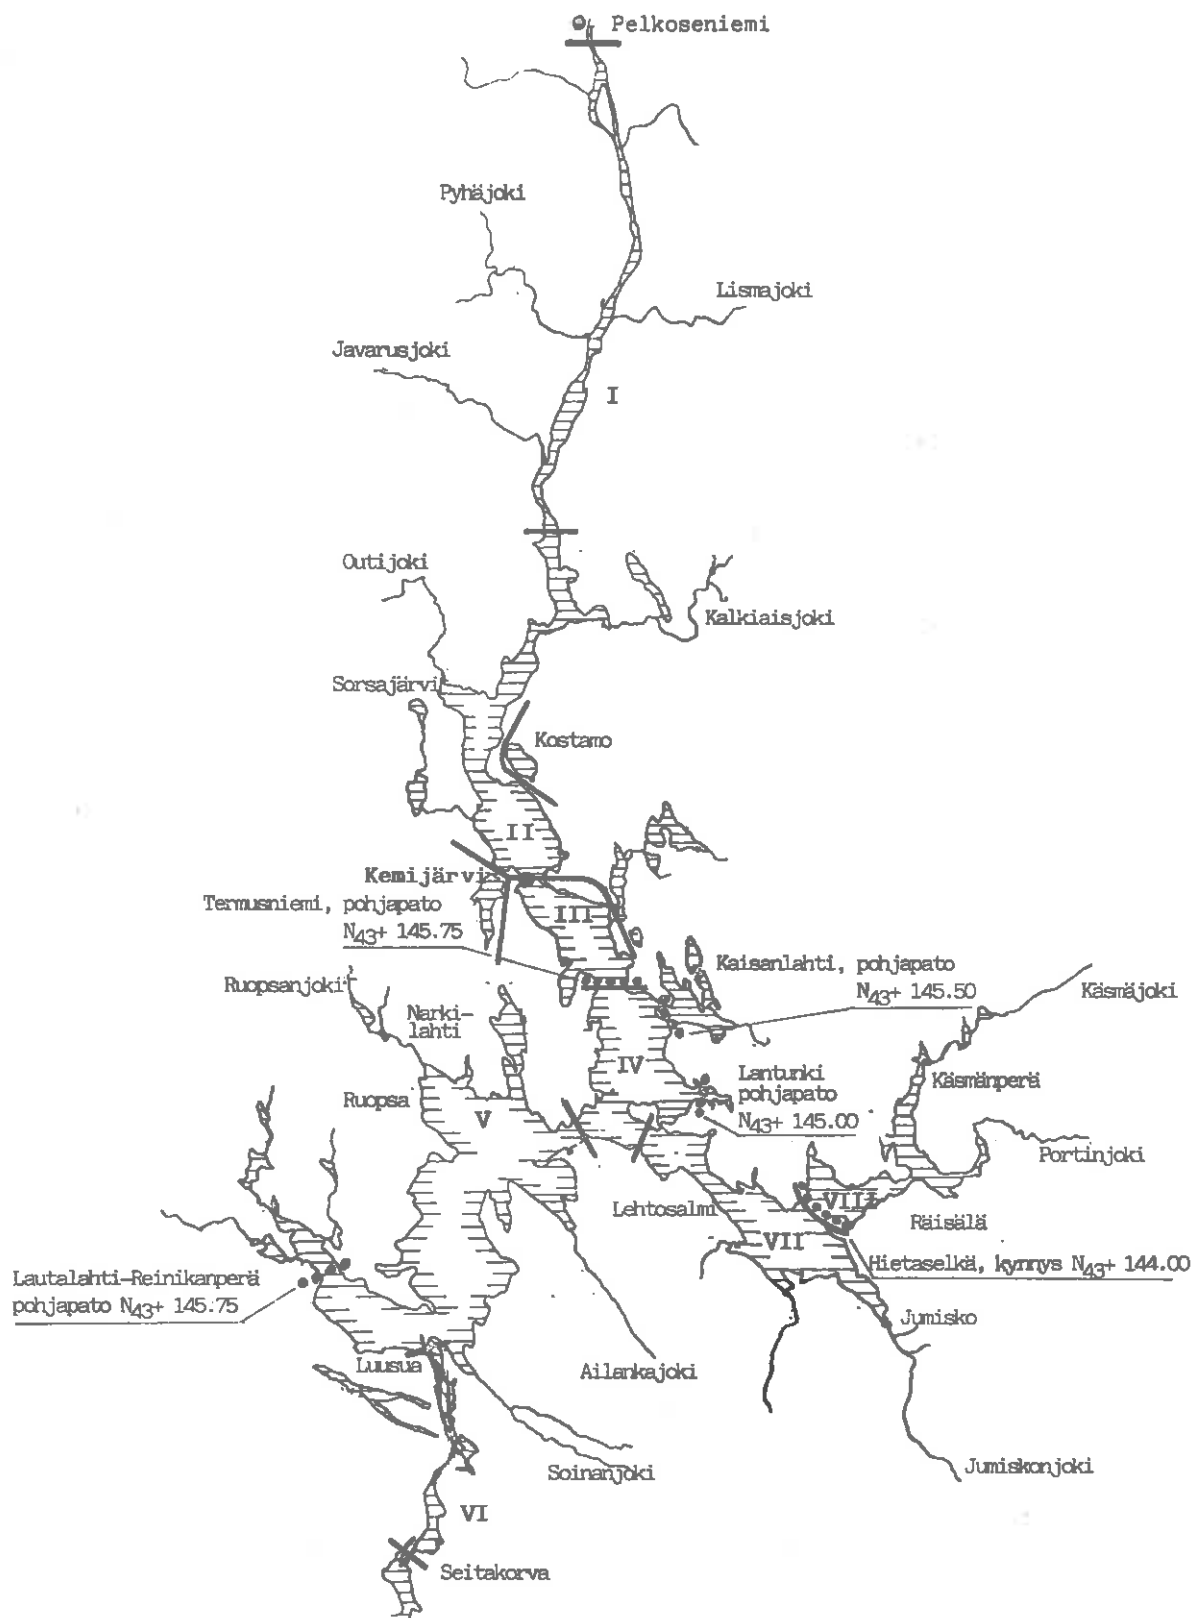 Pelkoseniemi
Pyhäjoki
Lismajoki
Javarusjoki
I
Outijoki
Kalkiaisjoki
Sorsajärvi
Kostamo
II
Kemijärvi
Termusniemi, pohjapato
N43+ 145.75
III
Kaisanlahti, pohjapato
N43+ 145.50
Ruopsanjoki
Käsmäjoki
Narki-
lahti
IV
Lantunki
pohjapato
N43+ 145.00
Käsmänperä
Ruopsa
V
Portinjoki
Lehtosalmi
VIII
Räisälä
VII
Hietaselkä, kynnys N43+ 144.00
Lautalahti-Reinikanperä
pohjapato N43+ 145.75
Jumisko
Luusua
Ailankajoki
Soinanjoki
Jumiskonjoki
VI
Seitakorva